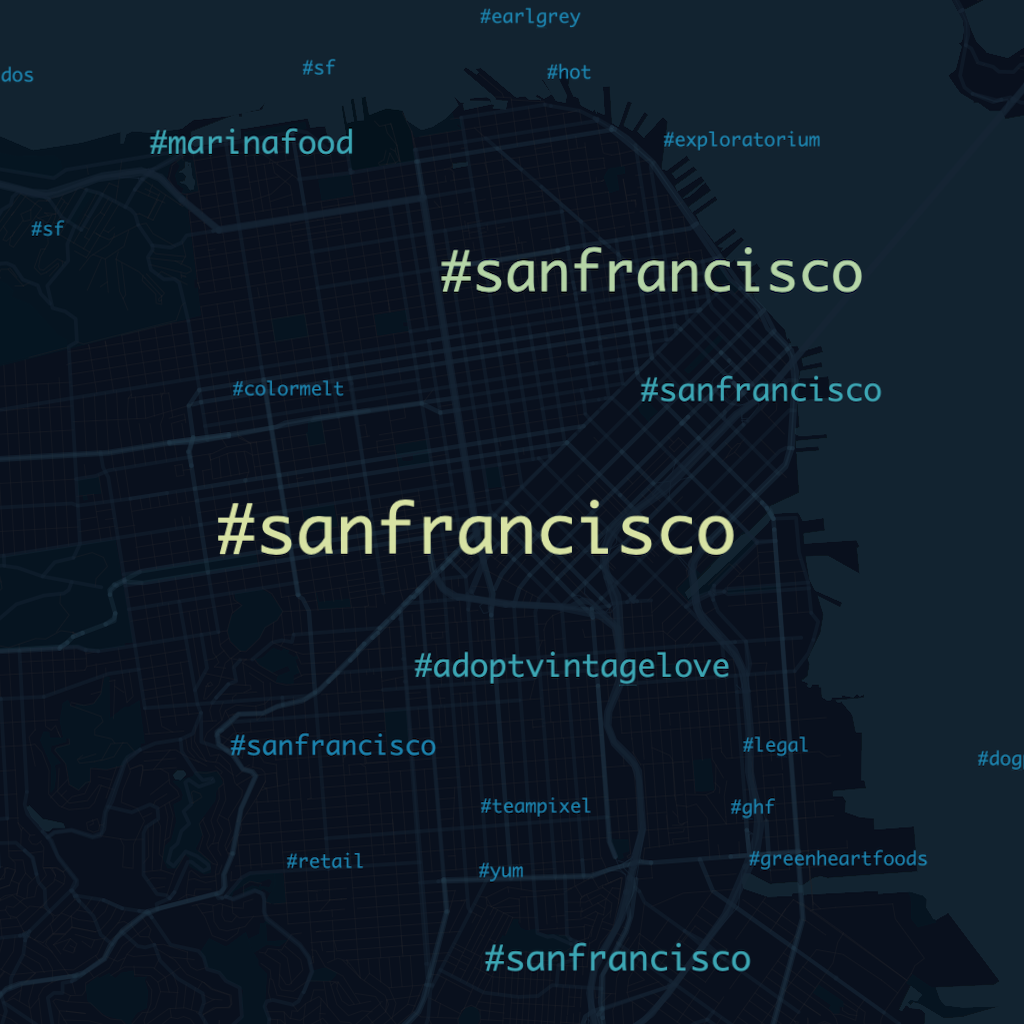 #earlgrey
#sf
#hot
dos
#marinafood
#exploratorium
#sf
#sanfrancisco
#colormelt
#sanfrancisco
#sanfrancisco
#adoptvintagelove
#sanfrancisco
#legal
#dog
#teampixel
#ghf
#retail
#yum
#greenheartfoods
#sanfrancisco